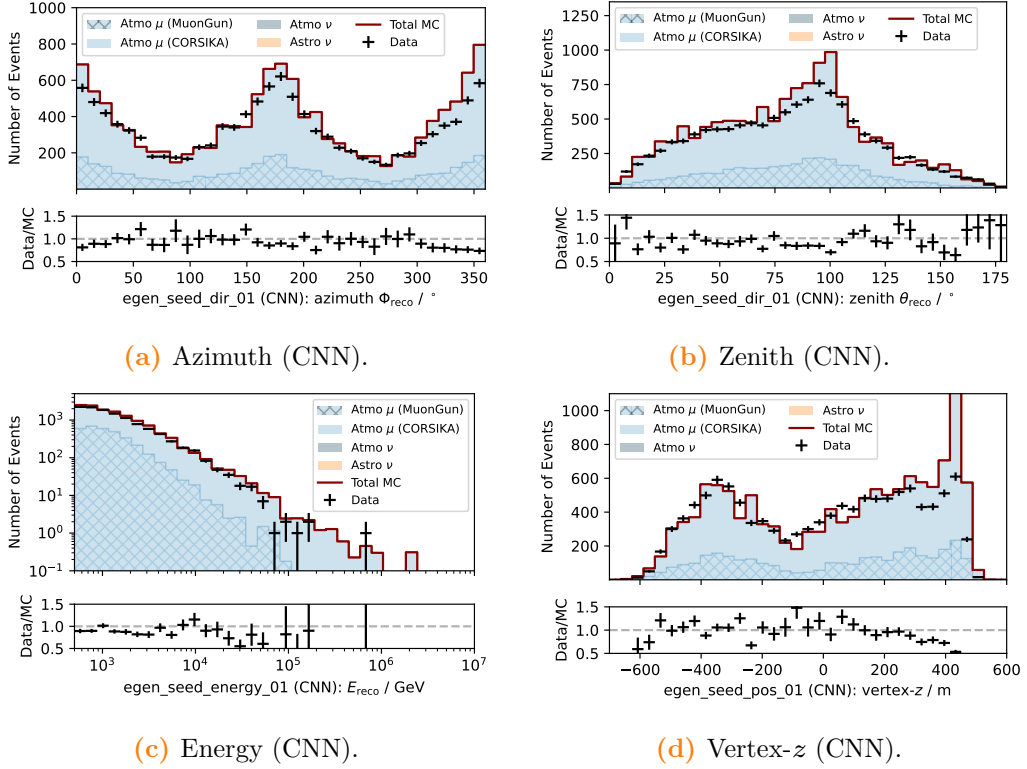 1000
800
600
400
200
Number of Events
Atmo μ (MuonGun)
Atmo μ (CORSIKA)
Atmo ν
Astro ν
Total MC
Data
1.5
1.0
0.5
Data/MC
0 50 100 150 200 250 300 350
egen_seed_dir_01 (CNN): azimuth Φreco / °
(a) Azimuth (CNN).
1250
1000
750
500
250
Number of Events
Atmo μ (MuonGun)
Atmo μ (CORSIKA)
Atmo ν
Astro ν
Total MC
Data
1.5
1.0
0.5
Data/MC
0 25 50 75 100 125 150 175
egen_seed_dir_01 (CNN): zenith θreco / °
(b) Zenith (CNN).
10³
10²
10¹
10⁰
10⁻¹
Number of Events
Atmo μ (MuonGun)
Atmo μ (CORSIKA)
Atmo ν
Astro ν
Total MC
Data
1.5
1.0
0.5
Data/MC
10³ 10⁴ 10⁵ 10⁶ 10⁷
egen_seed_energy_01 (CNN): Ereco / GeV
(c) Energy (CNN).
1000
800
600
400
200
Number of Events
Atmo μ (MuonGun)
Atmo μ (CORSIKA)
Atmo ν
Astro ν
Total MC
Data
1.5
1.0
0.5
Data/MC
−600 −400 −200 0 200 400 600
egen_seed_pos_01 (CNN): vertex-z / m
(d) Vertex-z (CNN).